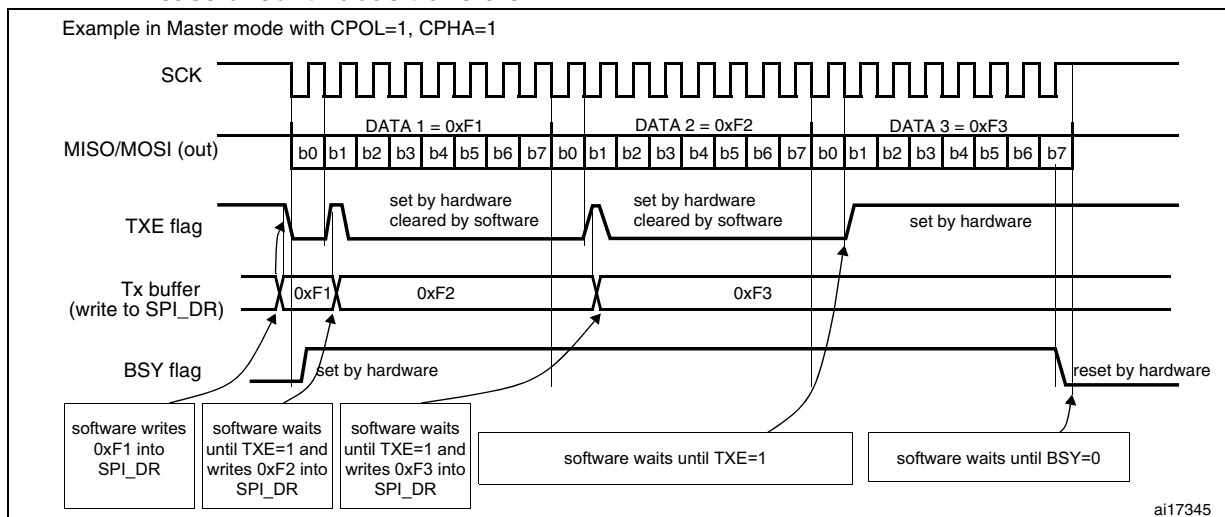 Example in Master mode with CPOL=1, CPHA=1
SCK
DATA 1 = 0xF1
DATA 2 = 0xF2
DATA 3 = 0xF3
MISO/MOSI (out)
b0 b1 b2 b3 b4 b5 b6 b7 b0 b1 b2 b3 b4 b5 b6 b7 b0 b1 b2 b3 b4 b5 b6 b7
TXE flag
set by hardware
cleared by software
set by hardware
cleared by software
set by hardware
Tx buffer
(write to SPI_DR)
0xF1
0xF2
0xF3
BSY flag
set by hardware
reset by hardware
software writes
0xF1 into
SPI_DR
software waits
until TXE=1 and
writes 0xF2 into
SPI_DR
software waits
until TXE=1 and
writes 0xF3 into
SPI_DR
software waits until TXE=1
software waits until BSY=0
ai17345